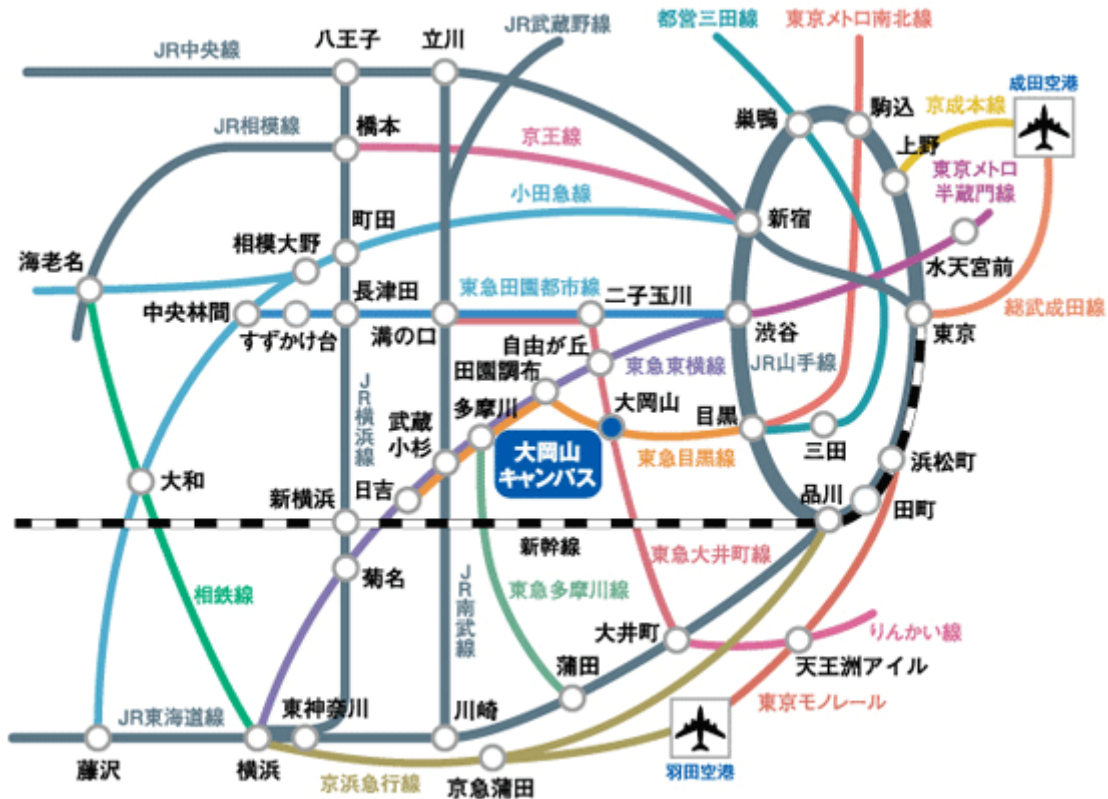 都営三田線
東京メトロ南北線
JR武蔵野線
八王子
立川
JR中央線
成田空港
駒込
京成本線
巣鴨
JR相模線
橋本
京王線
上野
東京メトロ
半蔵門線
小田急線
町田
新宿
相模大野
海老名
水天宮前
長津田
東急田園都市線
二子玉川
中央林間
すずかけ台
溝の口
渋谷
東京
総武成田線
自由が丘
東急東横線
JR山手線
田園調布
JR横浜線
多摩川
大岡山
目黒
武蔵
小杉
大岡山
キャンパス
東急目黒線
三田
浜松町
大和
新横浜
日吉
品川
田町
新幹線
東急大井町線
菊名
相鉄線
JR南武線
東急多摩川線
大井町
りんかい線
天王洲アイル
蒲田
東京モノレール
JR東海道線
東神奈川
川崎
藤沢
横浜
京浜急行線
京急蒲田
羽田空港